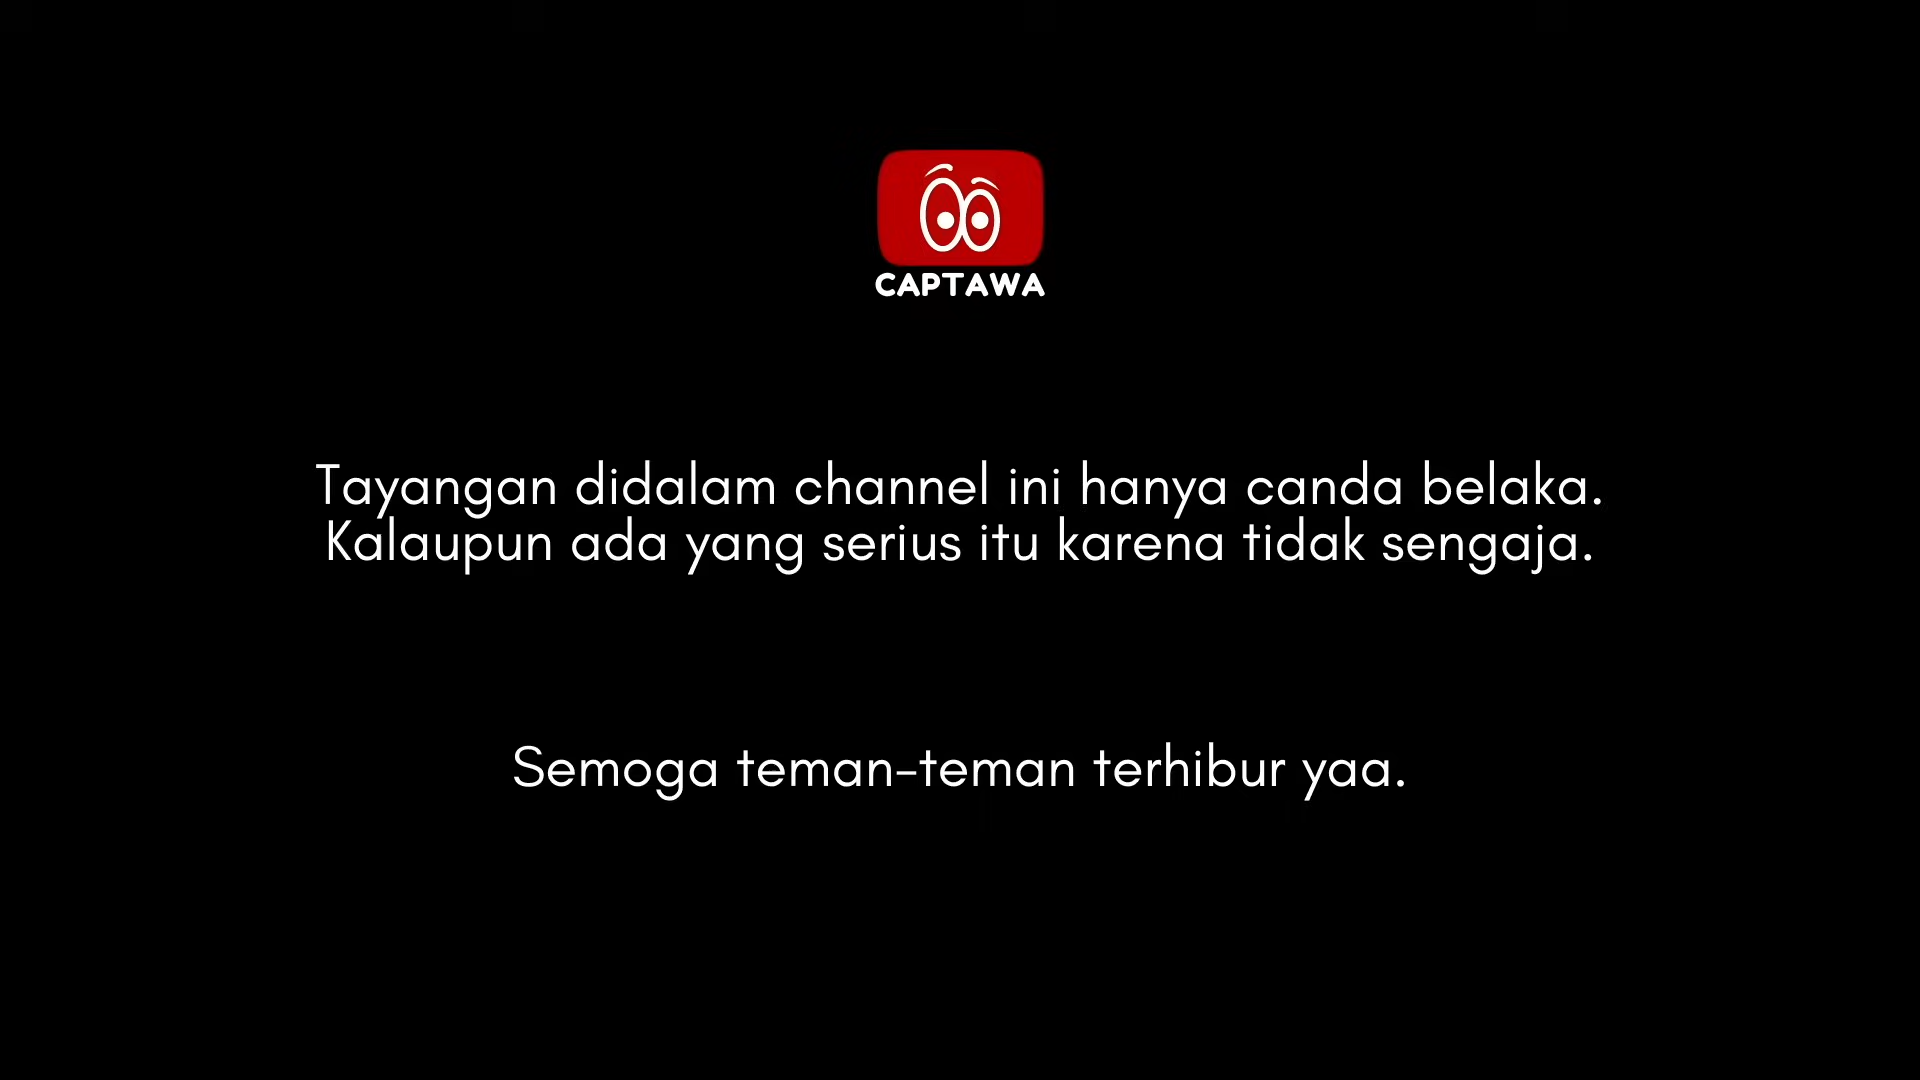 CAPTAWA
Tayangan didalam channel ini hanya canda belaka.
Kalaupun ada yang serius itu karena tidak sengaja.
Semoga teman-teman terhibur yaa.